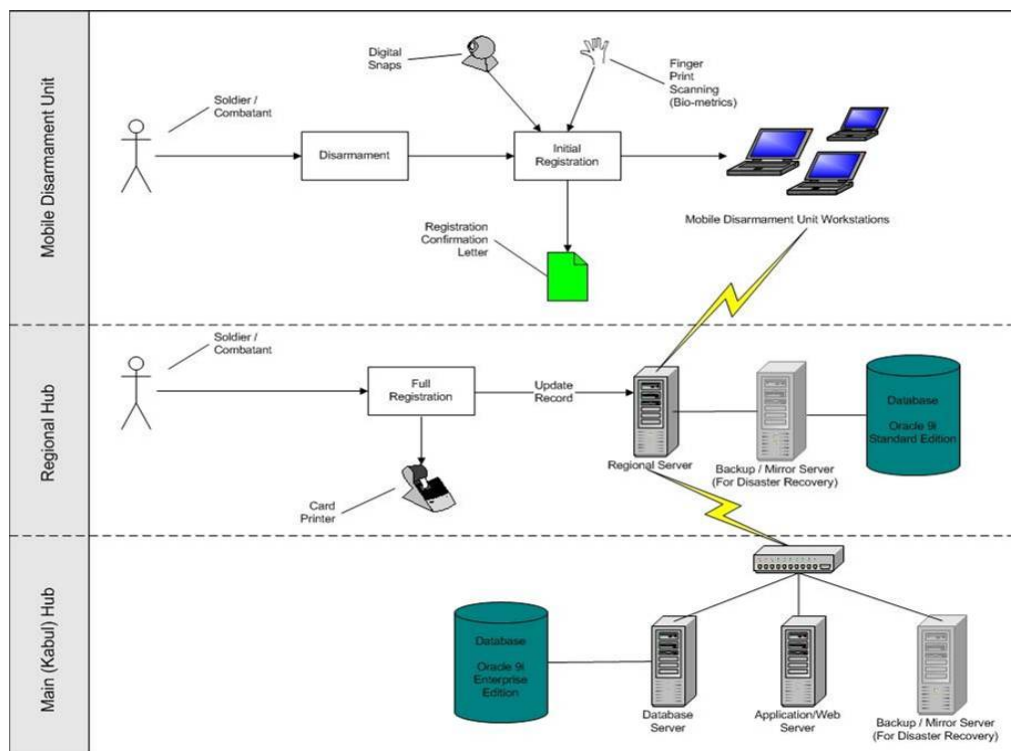 Mobile Disarmament Unit
Soldier /
Combatant
Disarmament
Digital
Snaps
Finger
Print
Scanning
(Bio-metrics)
Initial
Registration
Registration
Confirmation
Letter
Mobile Disarmament Unit Workstations
Regional Hub
Soldier /
Combatant
Full
Registration
Update
Record
Card
Printer
Regional Server
Backup / Mirror Server
(For Disaster Recovery)
Database
Oracle 9i
Standard Edition
Main (Kabul) Hub
Database
Oracle 9i
Enterprise
Edition
Database
Server
Application/Web
Server
Backup / Mirror Server
(For Disaster Recovery)